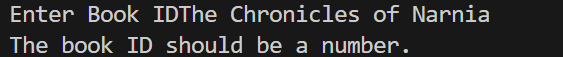 Enter Book IDThe Chronicles of Narnia
The book ID should be a number.